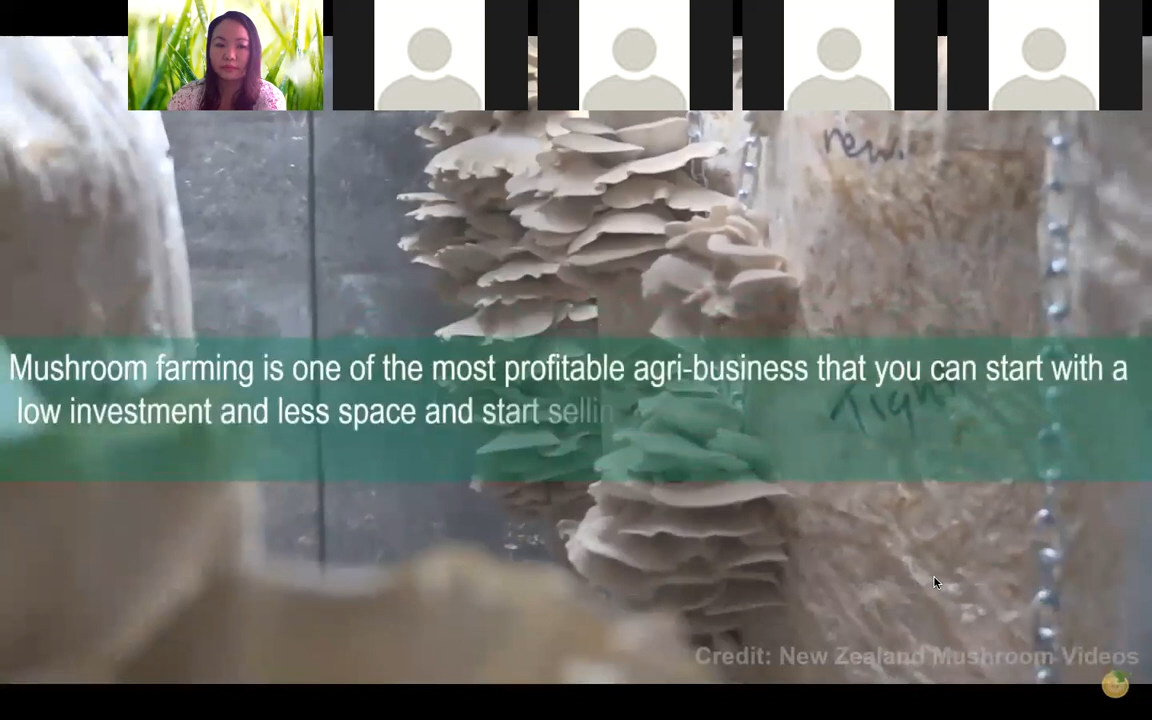 new.
Mushroom farming is one of the most profitable agri-business that you can start with a
low investment and less space and start sellin
Credit: New Zealand Mushroom Videos